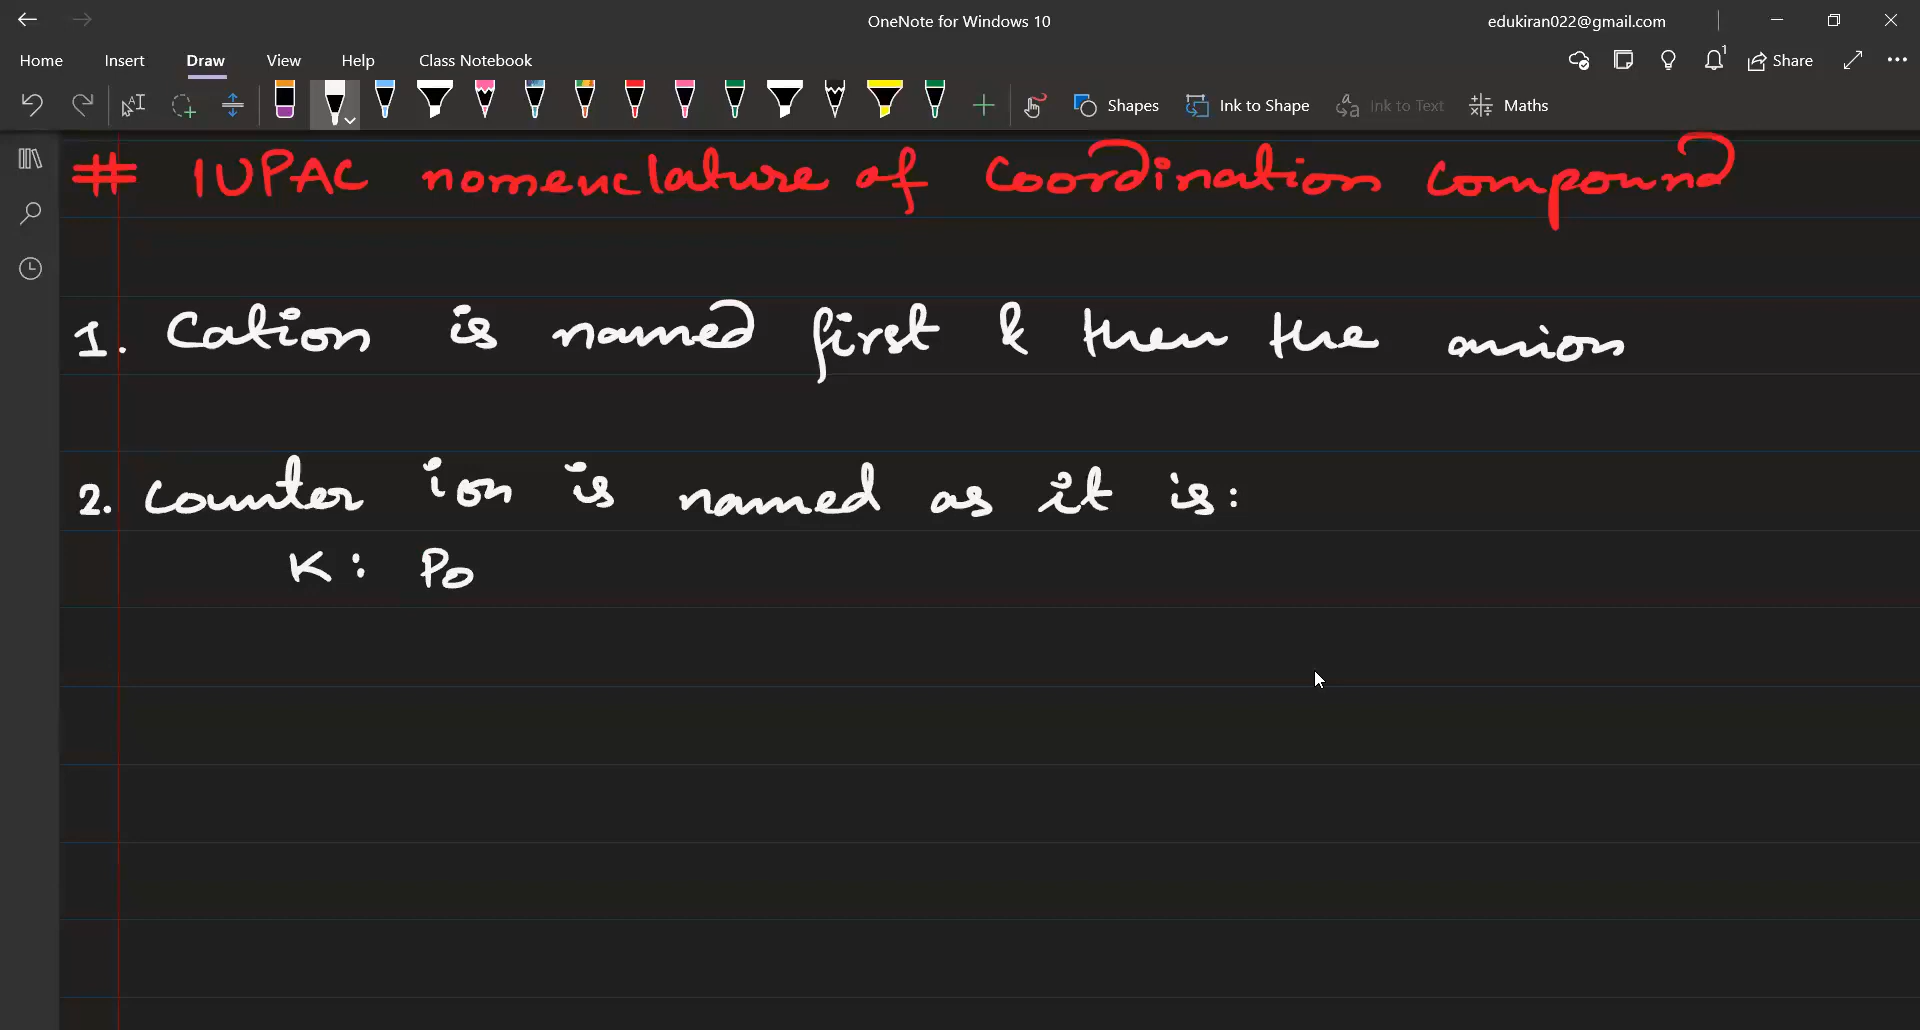 OneNote for Windows 10
edukiran022@gmail.com
Home Insert Draw View Help Class Notebook
1 Share
Shapes Ink to Shape Ink to Text Maths
# IUPAC nomenclature of Coordination compound
1. Cation is named first & then the anion
2. Counter ion is named as it is:
K: Po